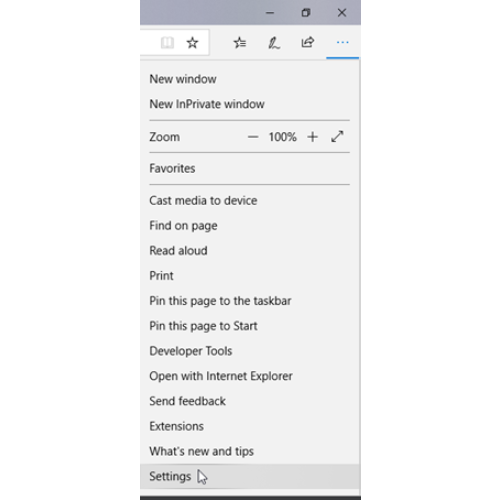 New window
New InPrivate window
Zoom — 100% +
Favorites
Cast media to device
Find on page
Read aloud
Print
Pin this page to the taskbar
Pin this page to Start
Developer Tools
Open with Internet Explorer
Send feedback
Extensions
What's new and tips
Settings